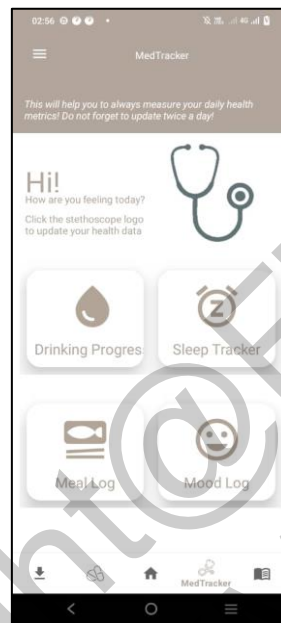 02:56
4G
MedTracker
This will help you to always measure your daily health
metrics! Do not forget to update twice a day!
Hi!
How are you feeling today?
Click the stethoscope logo
to update your health data
Z
Drinking Progres
Sleep Tracker
Meal Log
Mood Log
MedTracker